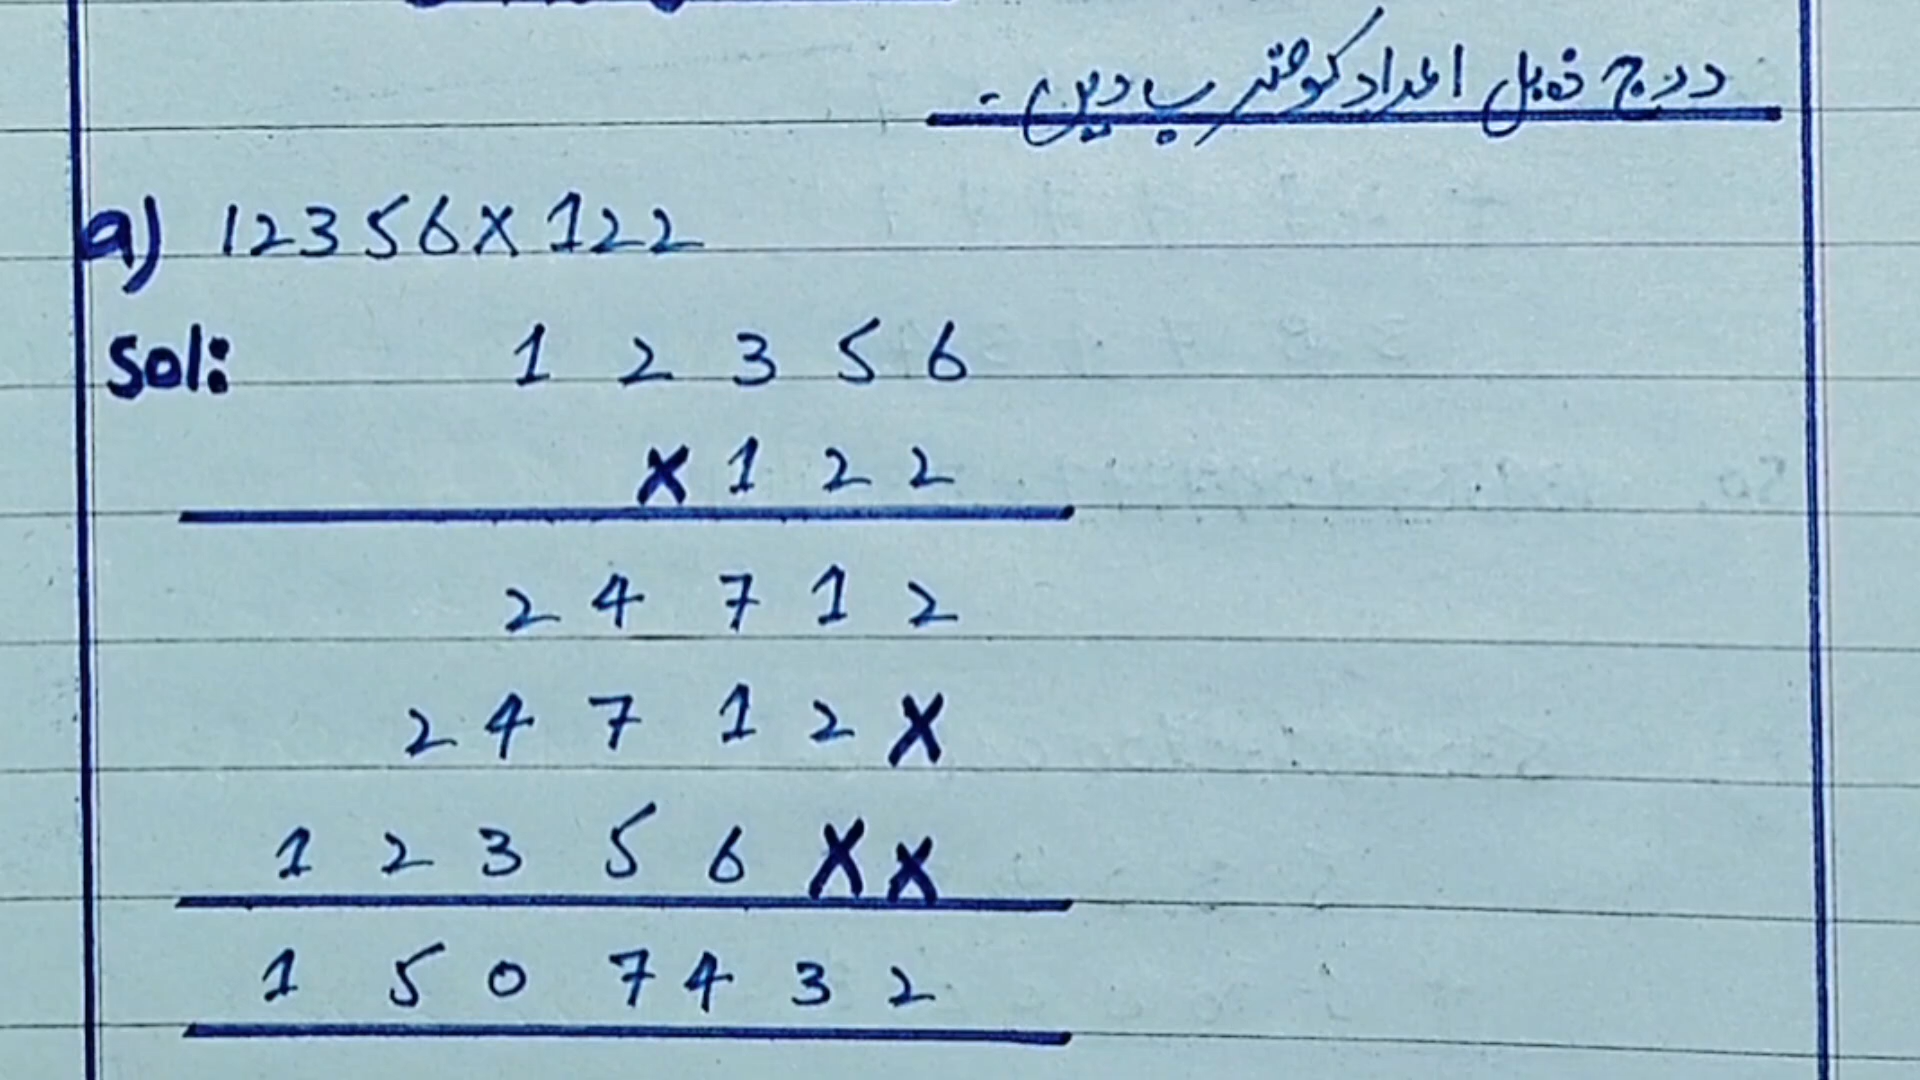 درج ذیل اعداد کو ضرب دیں-
a) 12356X122
Sol: 1 2 3 5 6
X 1 2 2
2 4 7 1 2
2 4 7 1 2 X
1 2 3 5 6 X X
1 5 0 7 4 3 2